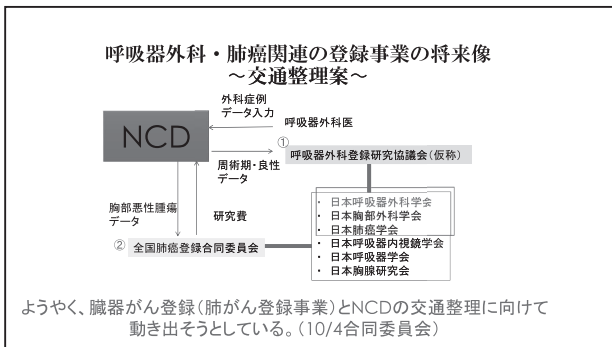 呼吸器外科・肺癌関連の登録事業の将来像
～交通整理案～
外科症例
データ入力
呼吸器外科医
NCD
①
呼吸器外科登録研究協議会(仮称)
周術期・良性
データ
胸部悪性腫瘍
データ
研究費
②
全国肺癌登録合同委員会
・ 日本呼吸器外科学会
・ 日本胸部外科学会
・ 日本肺癌学会
・ 日本呼吸器内視鏡学会
・ 日本呼吸器学会
・ 日本胸腺研究会
ようやく、臓器がん登録(肺がん登録事業)とNCDの交通整理に向けて
動き出そうとしている。(10/4合同委員会)